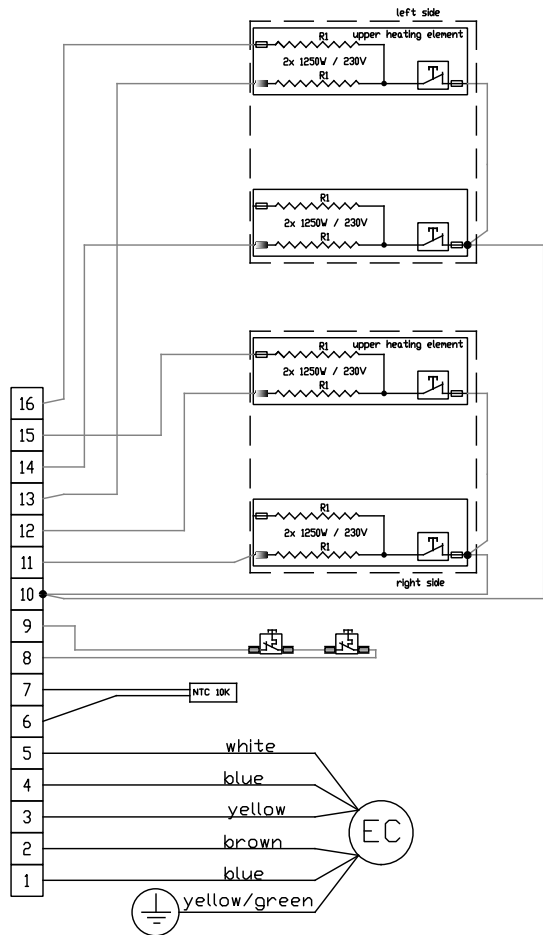 left side
R1
upper heating element
2x 1250W / 230V
R1
R1
2x 1250W / 230V
R1
R1
upper heating element
2x 1250W / 230V
R1
R1
2x 1250W / 230V
R1
right side
16
15
14
13
12
11
10
9
8
7
NTC 10K
6
5
white
4
blue
3
yellow
EC
2
brown
1
blue
yellow/green